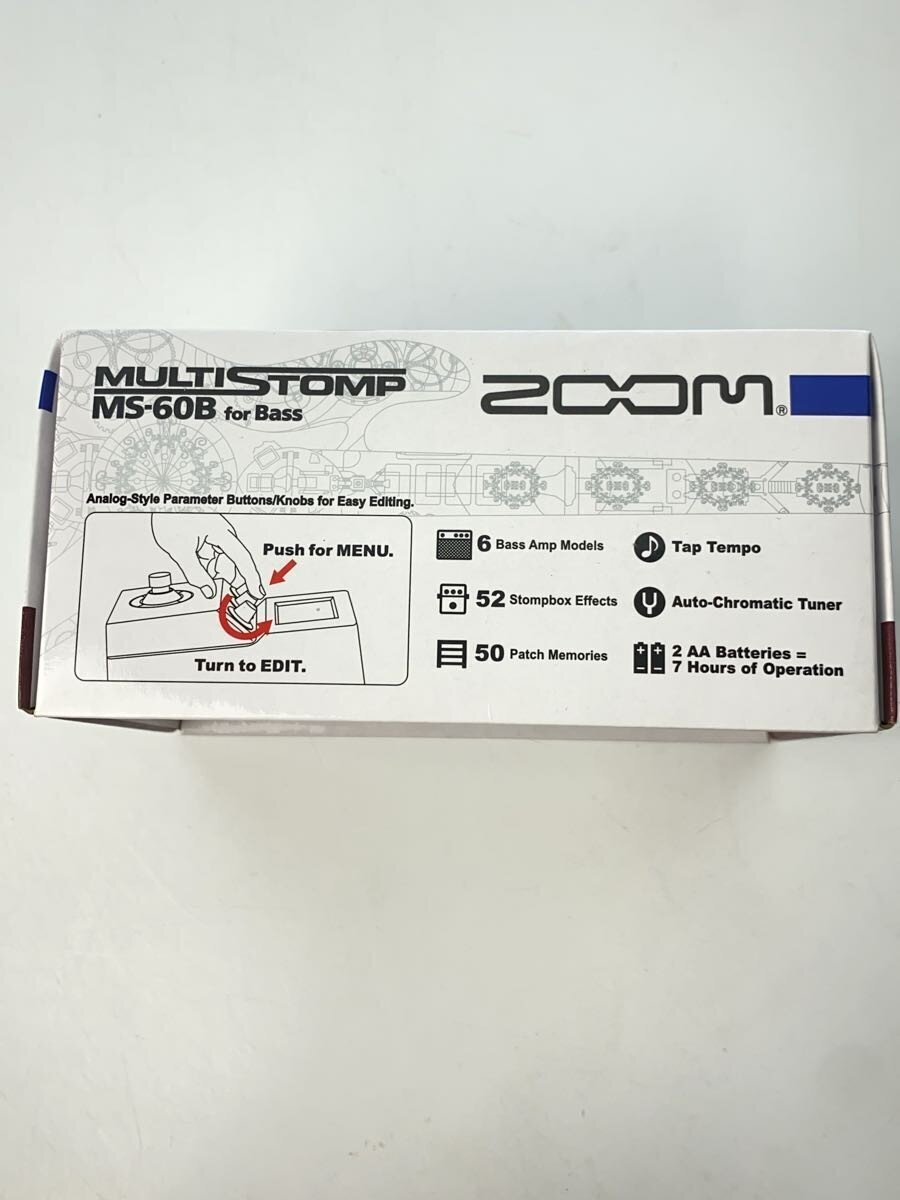 MULTISTOMP
MS-60B for Bass
ZOOM®
Analog-Style Parameter Buttons/Knobs for Easy Editing.
Push for MENU.
Turn to EDIT.
6 Bass Amp Models
52 Stompbox Effects
50 Patch Memories
Tap Tempo
Auto-Chromatic Tuner
2 AA Batteries =
7 Hours of Operation